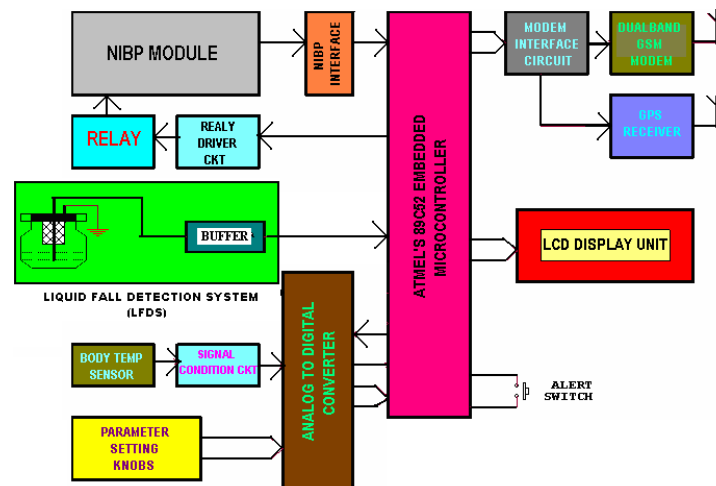 NIBP MODULE
NIBP
INTERFACE
MODEM
INTERFACE
CIRCUIT
DUALBAND
GSM
MODEM
GPS
RECEIVER
RELAY
REALY
DRIVER
CKT
ATMEL'S 89C52 EMBEDDED
MICROCONTROLLER
BUFFER
LCD DISPLAY UNIT
LIQUID FALL DETECTION SYSTEM
(LFDS)
BODY TEMP
SENSOR
SIGNAL
CONDITION CKT
ANALOG TO DIGITAL
CONVERTER
ALERT
SWITCH
PARAMETER
SETTING
KNOBS